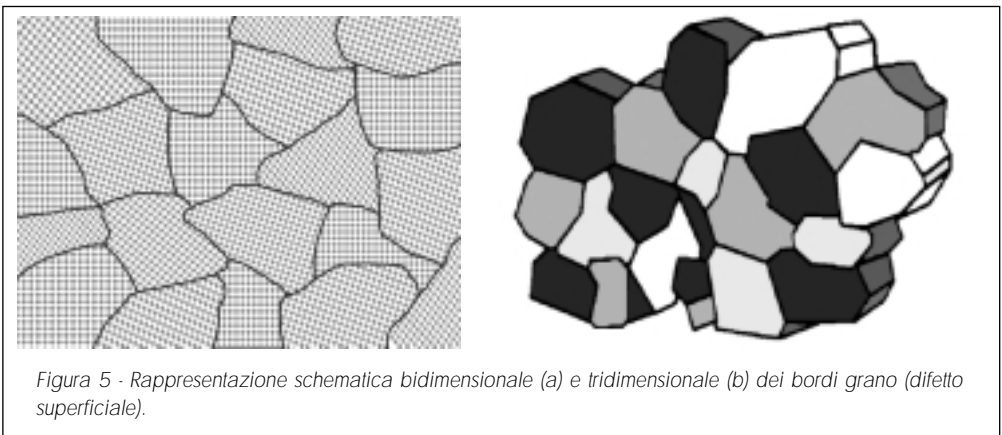 Figura 5 - Rappresentazione schematica bidimensionale (a) e tridimensionale (b) dei bordi grano (difetto
superficiale).